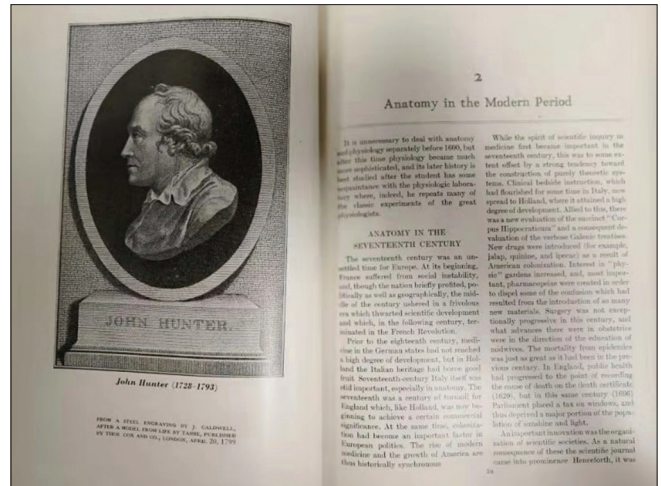 JOHN HUNTER.
John Hunter (1728-1793)
FROM A STEEL ENGRAVING BY J. CALDWELL,
AFTER A MODEL FROM LIFE BY TASSIE, PUBLISHED
BY THOS. COX AND CO., LONDON, APRIL 20, 1799
2
Anatomy in the Modern Period
It is unnecessary to deal with anatomy
and physiology separately before 1600, but
after this time physiology became much
more sophisticated, and its later history is
best studied after the student has some
acquaintance with the physiologic labora-
tory where, indeed, he repeats many of
the classic experiments of the great
physiologists.
ANATOMY IN THE
SEVENTEENTH CENTURY
The seventeenth century was an un-
settled time for Europe. At its beginning,
France suffered from social instability,
and, though the nation briefly profited, po-
litically as well as geographically, the mid-
dle of the century ushered in a frivolous
era which thwarted scientific development
and which, in the following century, ter-
minated in the French Revolution.
Prior to the eighteenth century, medi-
cine in the German states had not reached
a high degree of development, but in Hol-
land the Italian heritage had borne good
fruit. Seventeenth-century Italy itself was
still important, especially in anatomy. The
seventeenth was a century of turmoil for
England which, like Holland, was now be-
ginning to achieve a certain commercial
significance. At the same time, coloniza-
tion had become an important factor in
European politics. The rise of modern
medicine and the growth of America are
thus historically synchronous
While the spirit of scientific inquiry in
medicine first became important in the
seventeenth century, this was to some ex-
tent offset by a strong tendency toward
the construction of purely theoretic sys-
tems. Clinical bedside instruction, which
had flourished for some time in Italy, now
spread to Holland, where it attained a high
degree of development. Allied to this, there
was a new evaluation of the succinct "Cor-
pus Hippocraticum" and a consequent de-
valuation of the verbose Galenic treatises.
New drugs were introduced (for example,
jalap, quinine, and ipecac) as a result of
American colonization. Interest in "phy-
sic" gardens increased, and, most impor-
tant, pharmacopeias were created in order
to dispel some of the confusion which had
resulted from the introduction of so many
new materials. Surgery was not excep-
tionally progressive in this century, and
what advances there were in obstetrics
were in the direction of the education of
midwives. The mortality from epidemics
was just as great as it had been in the pre-
vious century. In England, public health
had progressed to the point of recording
the cause of death on the death certificate
(1629), but in this same century (1696)
Parliament placed a tax on windows, and
thus deprived a major portion of the popu-
lation of sunshine and light.
An important innovation was the organi-
zation of scientific societies. As a natural
consequence of these the scientific journal
came into prominence. Henceforth, it was